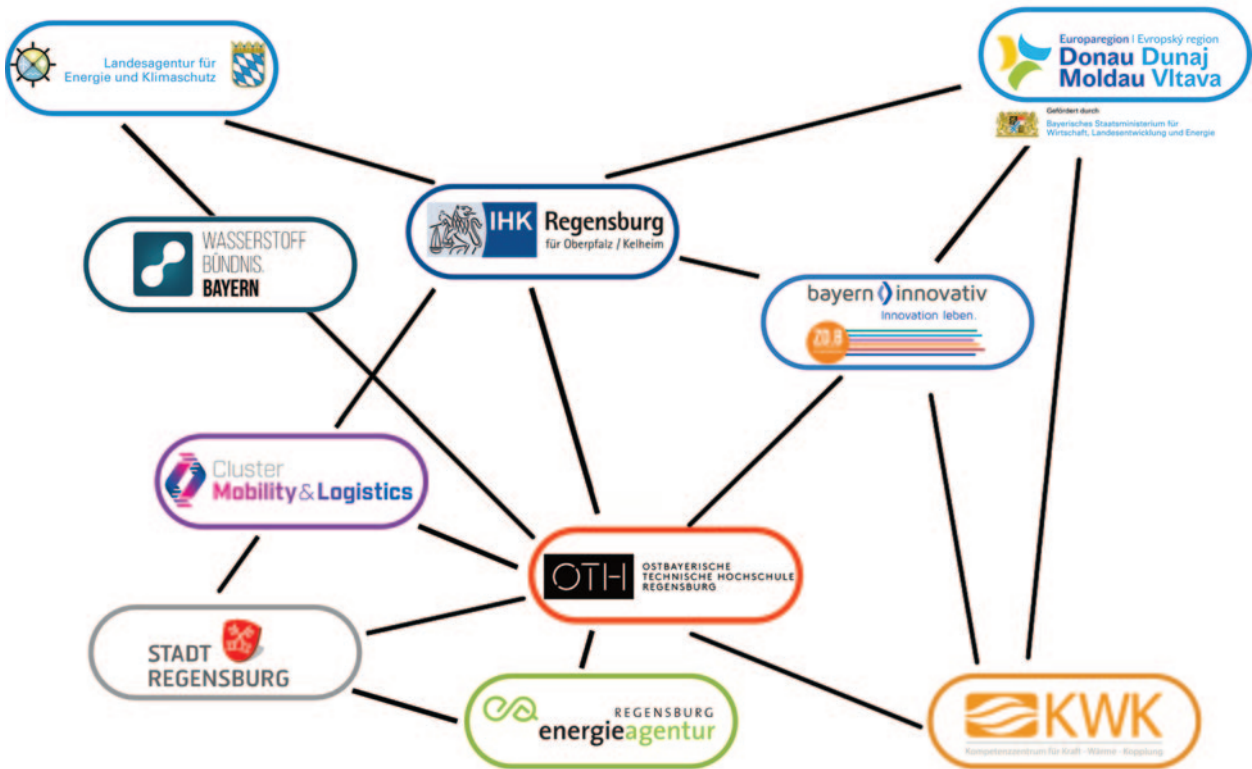 Landesagentur für
Energie und Klimaschutz
Europaregion | Evropský region
Donau Dunaj
Moldau Vltava
Gefördert durch
Bayerisches Staatsministerium für
Wirtschaft, Landesentwicklung und Energie
IHK Regensburg
für Oberpfalz / Kelheim
WASSERSTOFF
BÜNDNIS.
BAYERN
bayern innovativ
Innovation leben.
ZD.B
Cluster
Mobility & Logistics
OTH
OSTBAYERISCHE
TECHNISCHE HOCHSCHULE
REGENSBURG
STADT
REGENSBURG
REGENSBURG
energieagentur
KWK
Kompetenzzentrum für Kraft - Wärme - Kopplung